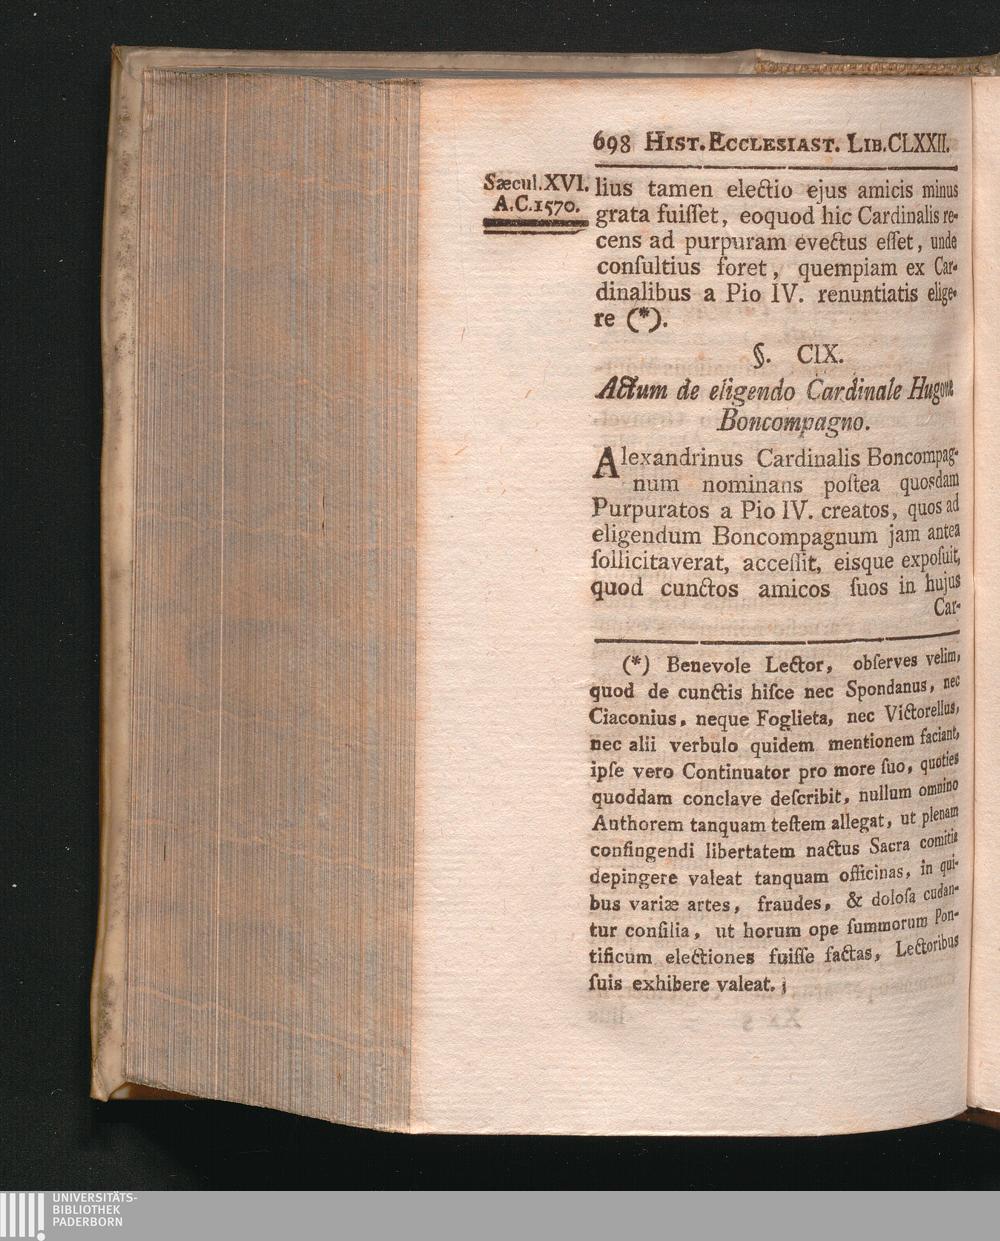 698 HIST. ECCLESIAST. LIB. CLXXII.
Sæcul. XVI.
A.C. 1570.
lius tamen electio ejus amicis minus
grata fuiſſet, eoquod hic Cardinalis re-
cens ad purpuram evectus eſſet, unde
conſultius foret, quempiam ex Car-
dinalibus a Pio IV. renuntiatis elige-
re (*).
§. CIX.
Actum de eligendo Cardinale Hugone
Boncompagno.
Alexandrinus Cardinalis Boncompag-
num nominans poſtea quosdam
Purpuratos a Pio IV. creatos, quos ad
eligendum Boncompagnum jam antea
ſollicitaverat, acceſſit, eisque expoſuit,
quod cunctos amicos ſuos in hujus
Car-
(*) Benevole Lector, obſerves velim,
quod de cunctis hiſce nec Spondanus, nec
Ciaconius, neque Foglieta, nec Victorellus,
nec alii verbulo quidem mentionem faciant,
ipſe vero Continuator pro more ſuo, quoties
quoddam conclave deſcribit, nullum omnino
Authorem tanquam teſtem allegat, ut plenam
confingendi libertatem nactus Sacra comitia
depingere valeat tanquam officinas, in qui-
bus variæ artes, fraudes, & doloſa cudan-
tur conſilia, ut horum ope ſummorum Pon-
tificum electiones fuiſſe factas, Lectoribus
ſuis exhibere valeat.
UNIVERSITÄTS-
BIBLIOTHEK
PADERBORN